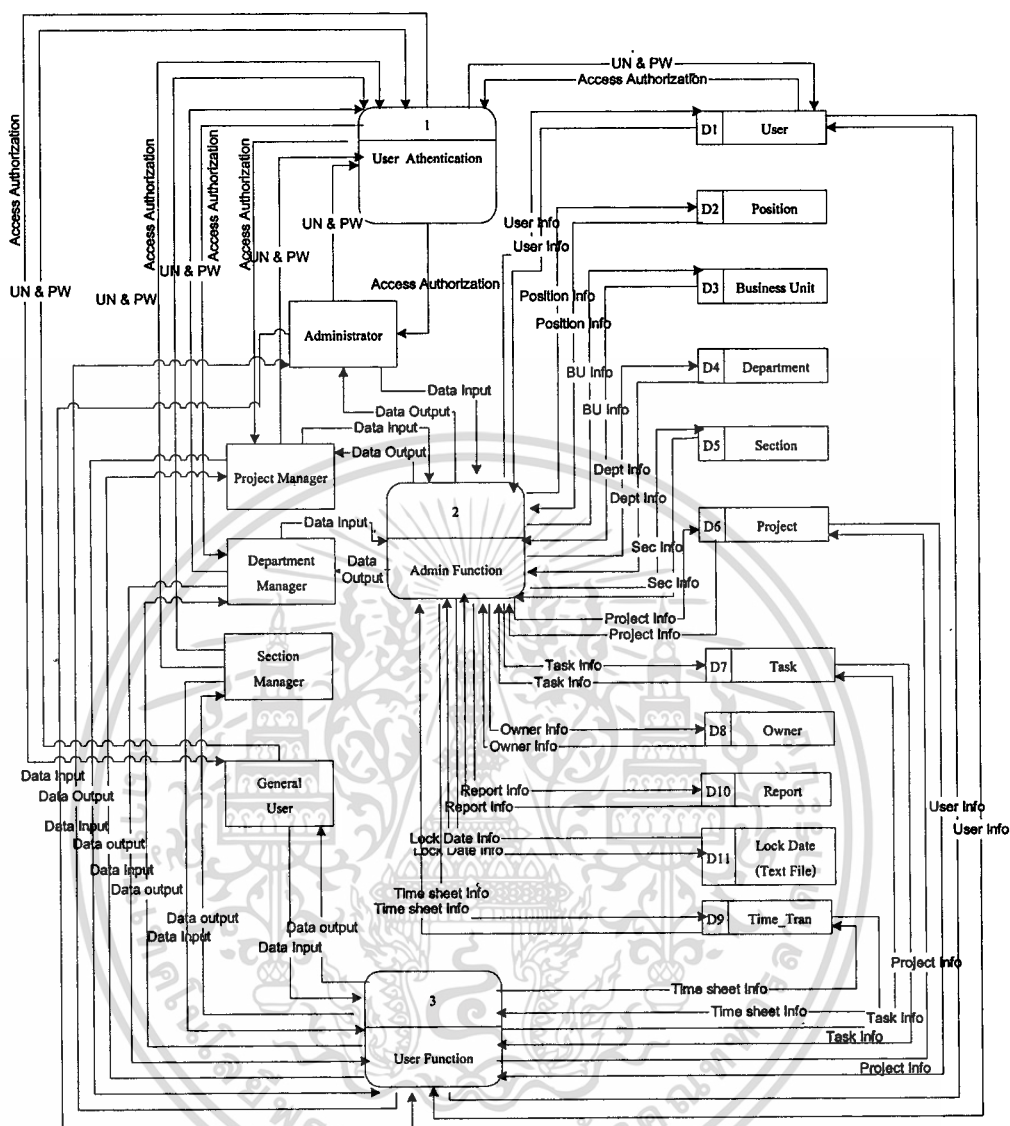 UN & PW
Access Authorization
1
User Athentication
D1 User
Access Authorization
Access Authorization
Access Authorization
Access Authorization
UN & PW
UN & PW
UN & PW
UN & PW
UN & PW
Access Authorization
User Info
User Info
D2 Position
Position Info
Position Info
D3 Business Unit
BU Info
BU Info
Administrator
Data Input
Data Output
D4 Department
Dept Info
Dept Info
Data Input
Data Output
Project Manager
D5 Section
Sec Info
Sec Info
2
Admin Function
Data Input
Data
Output
Department
Manager
D6 Project
Project Info
Project Info
Section
Manager
Task Info
Task Info
D7 Task
Owner Info
Owner Info
D8 Owner
General
User
Report Info
Report Info
D10 Report
User Info
User Info
Lock Date Info
Lock Date Info
D11 Lock Date
(Text File)
Time sheet Info
Time sheet Info
D9 Time_Tran
Data Input
Data Output
Data Input
Data output
Data Input
Data output
Data output
Data Input
Data output
Data Input
3
User Function
Time sheet Info
Time sheet Info
Project Info
Task Info
Task Info
Project Info